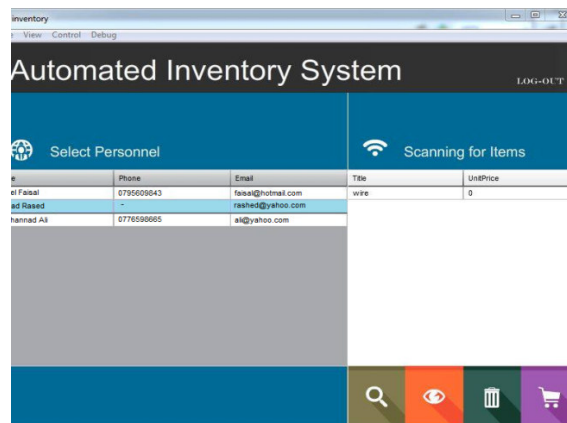 inventory
View Control Debug
Automated Inventory System
LOG-OUT
Select Personnel
Scanning for Items
Phone Email Title UnitPrice
el Faisal 0795609843 faisal@hotmail.com wire 0
ad Rased - rashed@yahoo.com
hannad Ali 0776598665 ali@yahoo.com